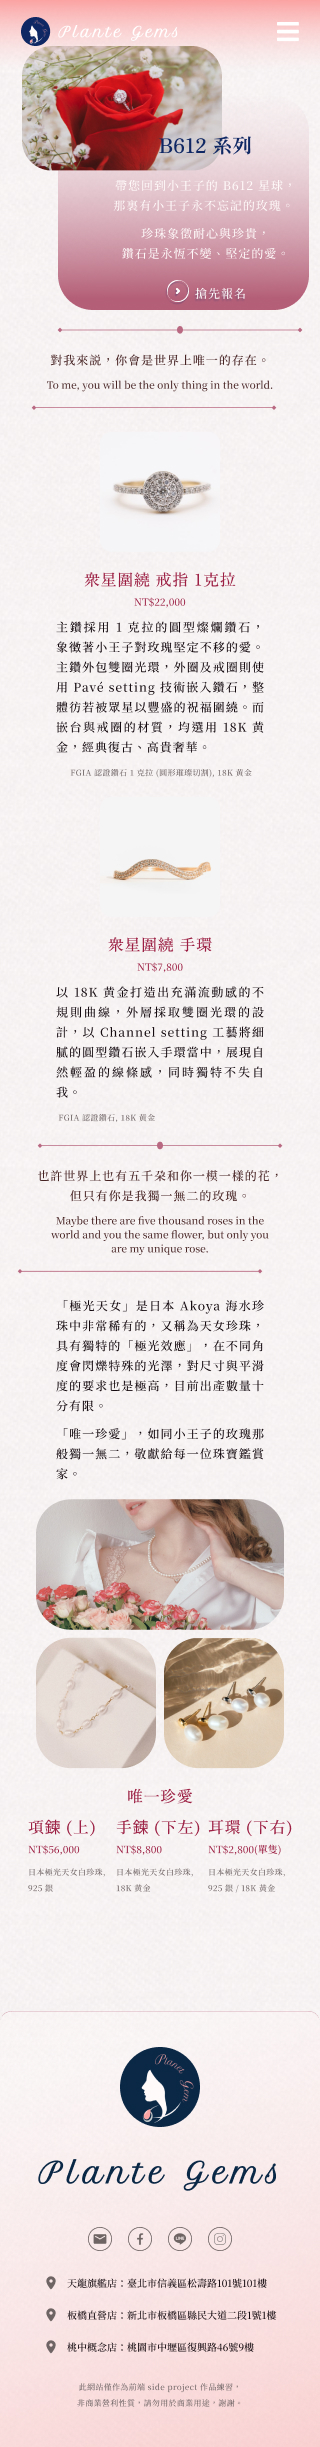 Plante Gems
B612 系列
帶您回到小王子的 B612 星球，
那裏有小王子永不忘記的玫瑰。
珍珠象徵耐心與珍貴，
鑽石是永恆不變、堅定的愛。
搶先報名
對我來說，你會是世界上唯一的存在。
To me, you will be the only thing in the world.
眾星圍繞 戒指 1克拉
NT$22,000
主鑽採用 1 克拉的圓型燦爛鑽石，
象徵著小王子對玫瑰堅定不移的愛。
主鑽外包雙圈光環，外圈及戒圈則使
用 Pavé setting 技術嵌入鑽石，整
體彷若被眾星以豐盛的祝福圍繞。而
嵌台與戒圈的材質，均選用 18K 黃
金，經典復古、高貴奢華。
FGIA 認證鑽石 1 克拉 (圓形璀璨切割), 18K 黃金
眾星圍繞 手環
NT$7,800
以 18K 黃金打造出充滿流動感的不
規則曲線，外層採取雙圈光環的設
計，以 Channel setting 工藝將細
膩的圓型鑽石嵌入手環當中，展現自
然輕盈的線條感，同時獨特不失自
我。
FGIA 認證鑽石, 18K 黃金
也許世界上也有五千朵和你一模一樣的花，
但只有你是我獨一無二的玫瑰。
Maybe there are five thousand roses in the
world and you the same flower, but only you
are my unique rose.
「極光天女」是日本 Akoya 海水珍
珠中非常稀有的，又稱為天女珍珠，
具有獨特的「極光效應」，在不同角
度會閃爍特殊的光澤，對尺寸與平滑
度的要求也是極高，目前出產數量十
分有限。
「唯一珍愛」，如同小王子的玫瑰那
般獨一無二，敬獻給每一位珠寶鑑賞
家。
唯一珍愛
項鍊 (上)
NT$56,000
日本極光天女白珍珠,
925 銀
手鍊 (下左)
NT$8,800
日本極光天女白珍珠,
18K 黃金
耳環 (下右)
NT$2,800(單隻)
日本極光天女白珍珠,
925 銀 / 18K 黃金
Planet Gem
Plante Gems
天龍旗艦店：臺北市信義區松壽路101號101樓
板橋直營店：新北市板橋區縣民大道二段1號1樓
桃中概念店：桃園市中壢區復興路46號9樓
此網站僅作為前端 side project 作品練習，
非商業營利性質，請勿用於商業用途，謝謝。